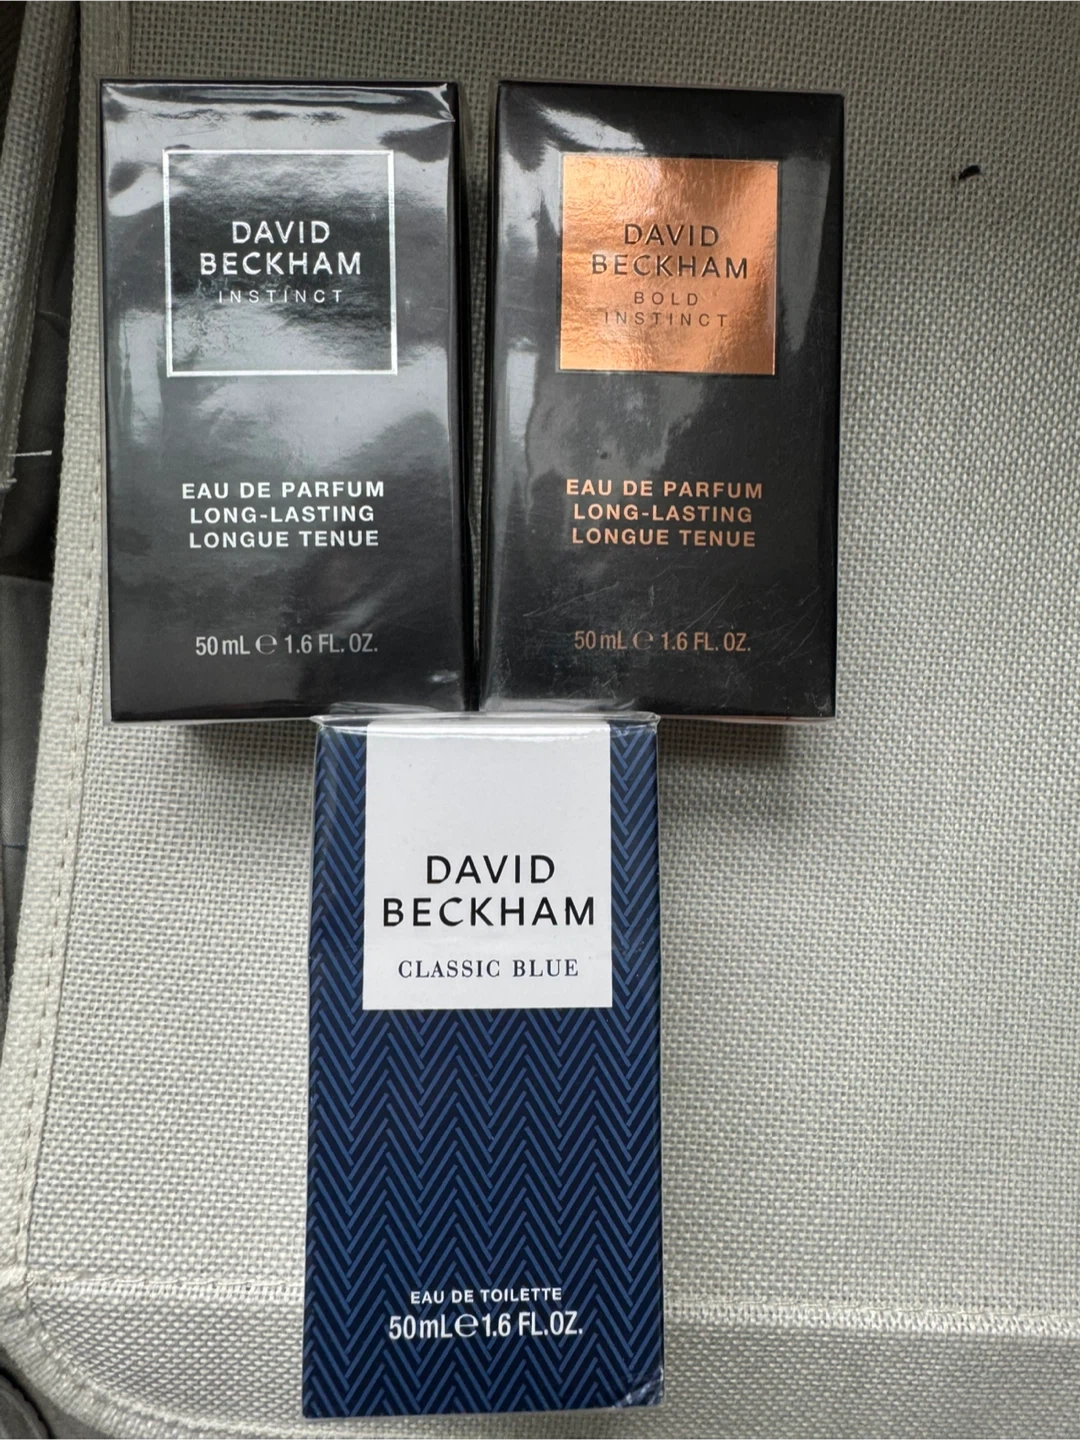 DAVID
BECKHAM
INSTINCT
EAU DE PARFUM
LONG-LASTING
LONGUE TENUE
50 mL ℮ 1.6 FL. OZ.
DAVID
BECKHAM
BOLD
INSTINCT
EAU DE PARFUM
LONG-LASTING
LONGUE TENUE
50 mL ℮ 1.6 FL. OZ.
DAVID
BECKHAM
CLASSIC BLUE
EAU DE TOILETTE
50 mL ℮ 1.6 FL.OZ.